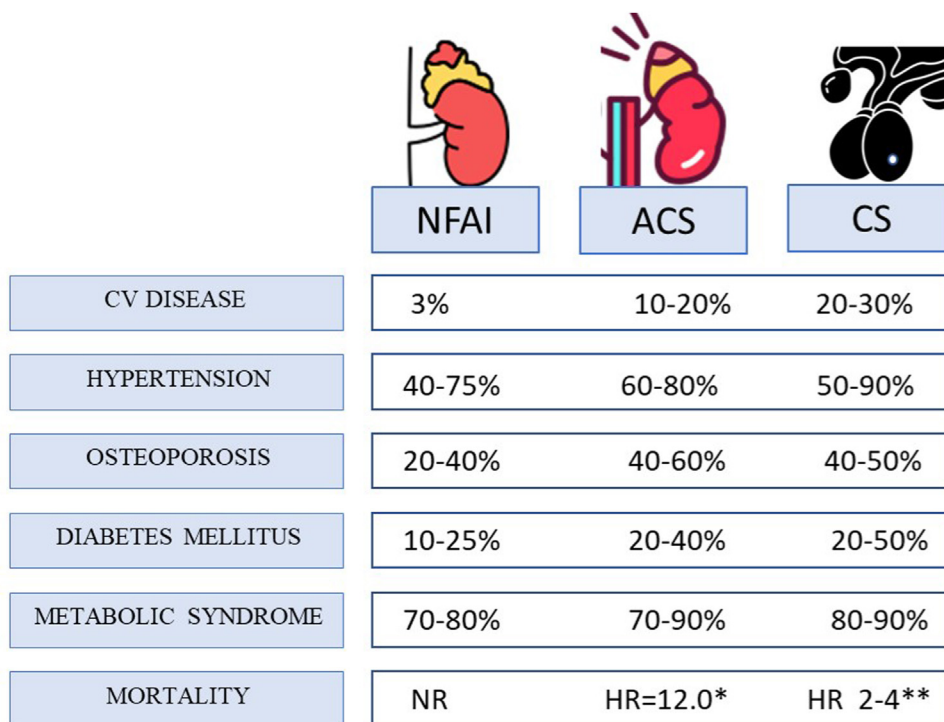 NFAI ACS CS
CV DISEASE 3% 10-20% 20-30%
HYPERTENSION 40-75% 60-80% 50-90%
OSTEOPOROSIS 20-40% 40-60% 40-50%
DIABETES MELLITUS 10-25% 20-40% 20-50%
METABOLIC SYNDROME 70-80% 70-90% 80-90%
MORTALITY NR HR=12.0* HR 2-4**